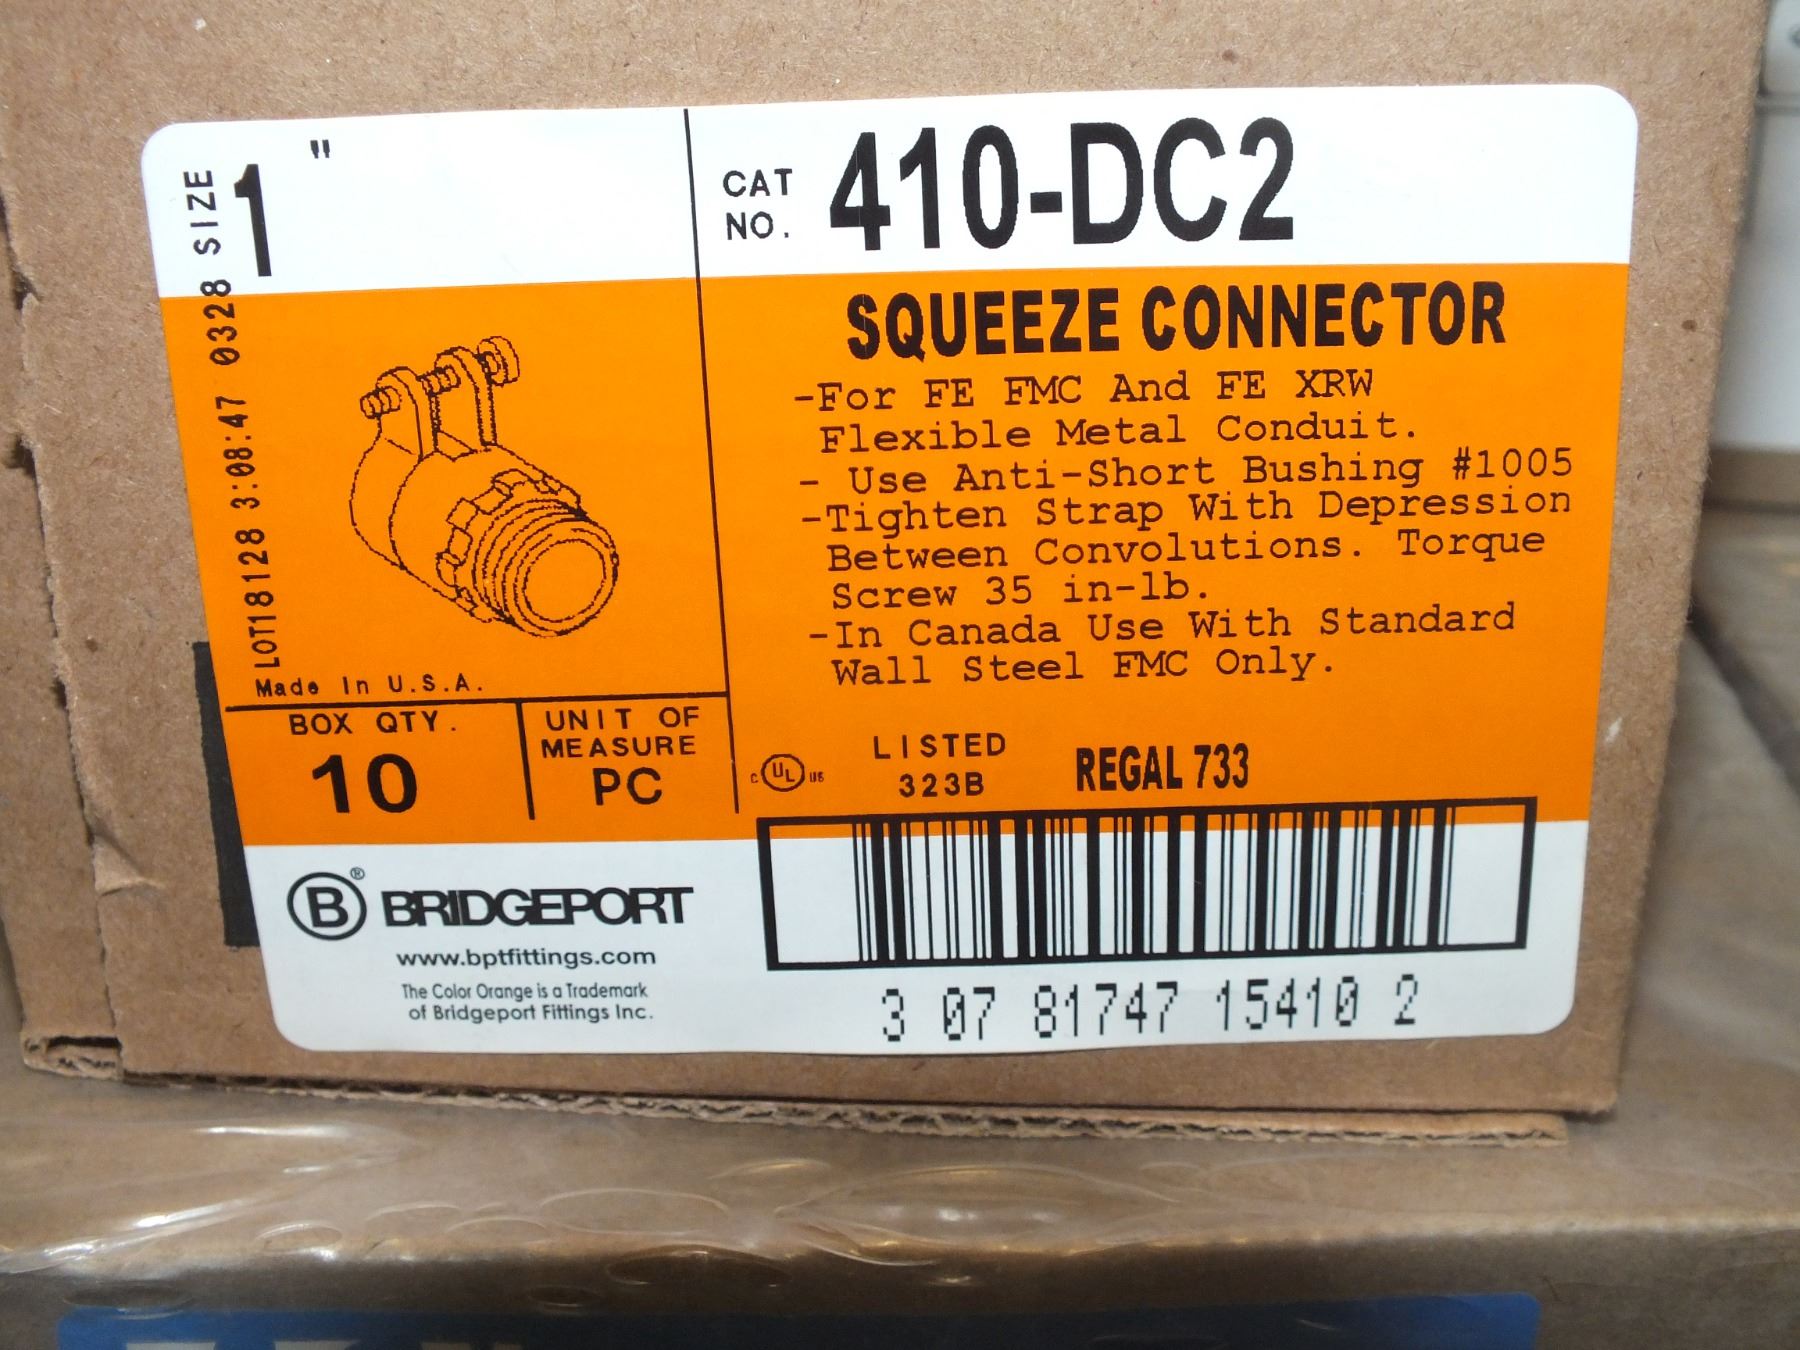 SIZE
1"
CAT NO. 410-DC2
SQUEEZE CONNECTOR
-For FE FMC And FE XRW
Flexible Metal Conduit.
- Use Anti-Short Bushing #1005
-Tighten Strap With Depression
Between Convolutions. Torque
Screw 35 in-lb.
-In Canada Use With Standard
Wall Steel FMC Only.
LOT18128 3:08:47 0328
Made In U.S.A.
BOX QTY.
10
UNIT OF
MEASURE
PC
C UL US
LISTED
323B
REGAL 733
B® BRIDGEPORT
www.bptfittings.com
The Color Orange is a Trademark
of Bridgeport Fittings Inc.
3 07 81747 15410 2